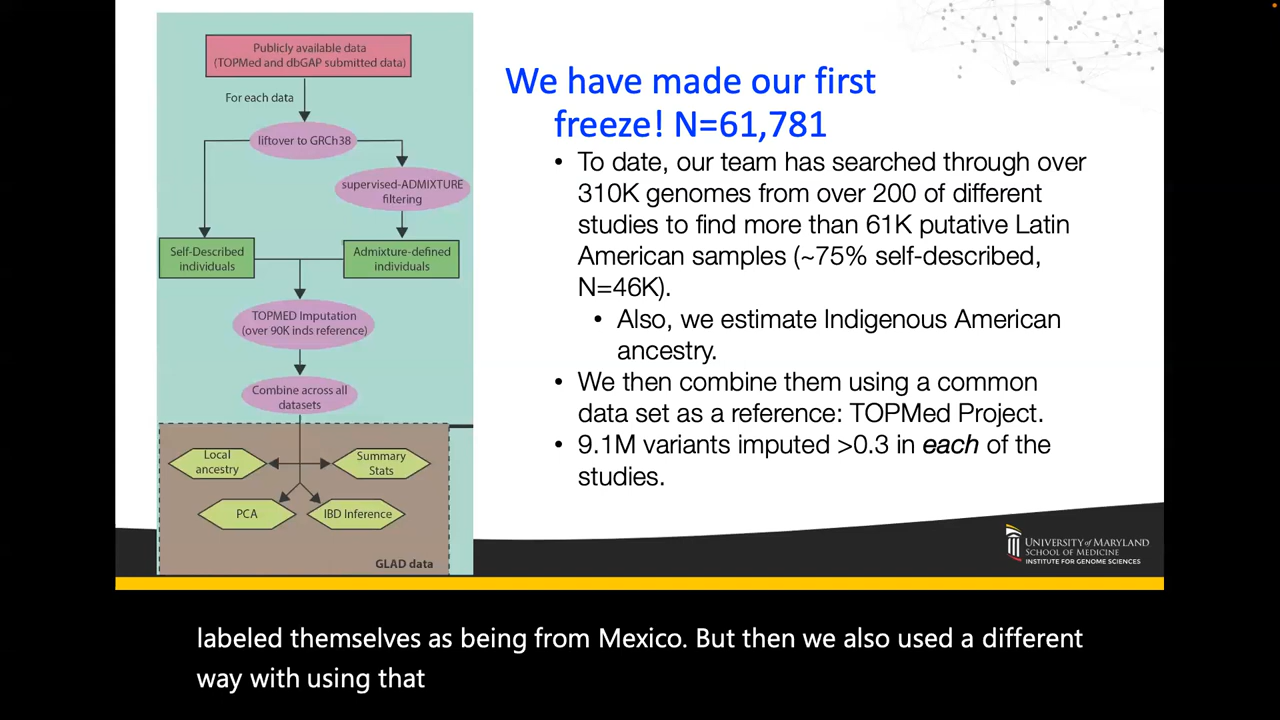 Publicly available data
(TOPMed and dbGAP submitted data)
For each data
liftover to GRCh38
supervised-ADMIXTURE
filtering
Self-Described
individuals
Admixture-defined
individuals
TOPMED Imputation
(over 90K inds reference)
Combine across all
datasets
Local
ancestry
Summary
Stats
PCA
IBD Inference
GLAD data
We have made our first
freeze! N=61,781
• To date, our team has searched through over
310K genomes from over 200 of different
studies to find more than 61K putative Latin
American samples (~75% self-described,
N=46K).
• Also, we estimate Indigenous American
ancestry.
• We then combine them using a common
data set as a reference: TOPMed Project.
• 9.1M variants imputed >0.3 in each of the
studies.
UNIVERSITY of MARYLAND
SCHOOL OF MEDICINE
INSTITUTE FOR GENOME SCIENCES
labeled themselves as being from Mexico. But then we also used a different
way with using that